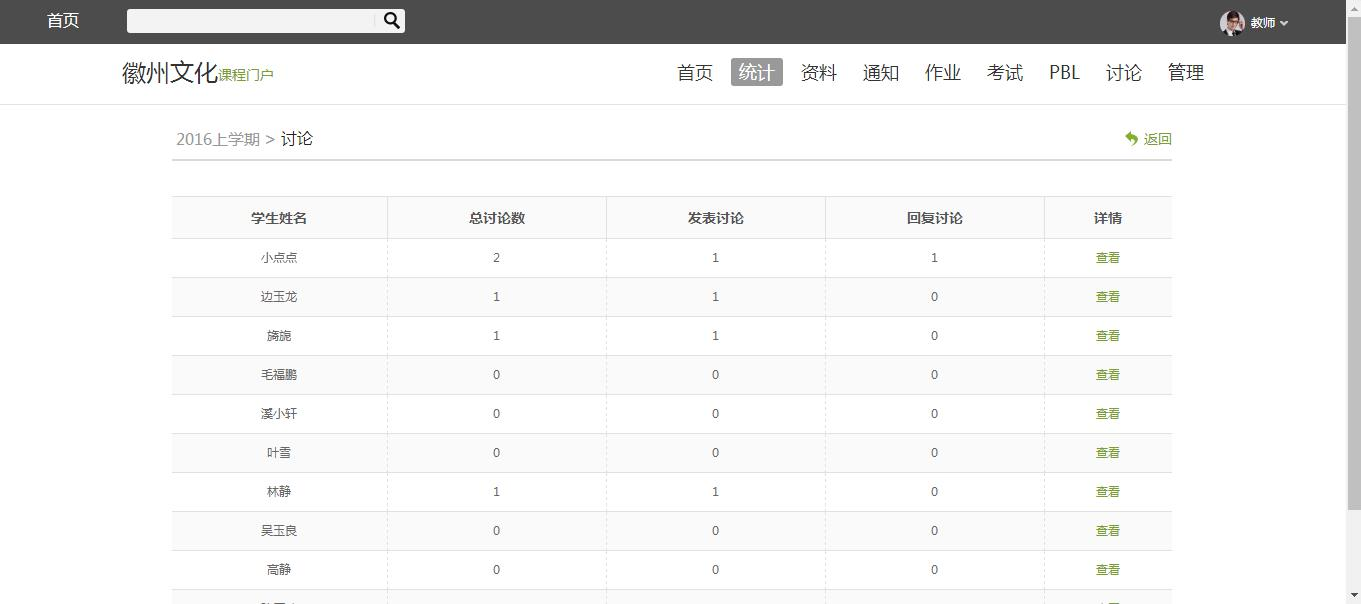 首页
教师
徽州文化课程门户
首页 统计 资料 通知 作业 考试 PBL 讨论 管理
2016上学期 > 讨论
返回
学生姓名 总讨论数 发表讨论 回复讨论 详情
小点点 2 1 1 查看
边玉龙 1 1 0 查看
旖旎 1 1 0 查看
毛福鹏 0 0 0 查看
溪小轩 0 0 0 查看
叶雪 0 0 0 查看
林静 1 1 0 查看
吴玉良 0 0 0 查看
高静 0 0 0 查看